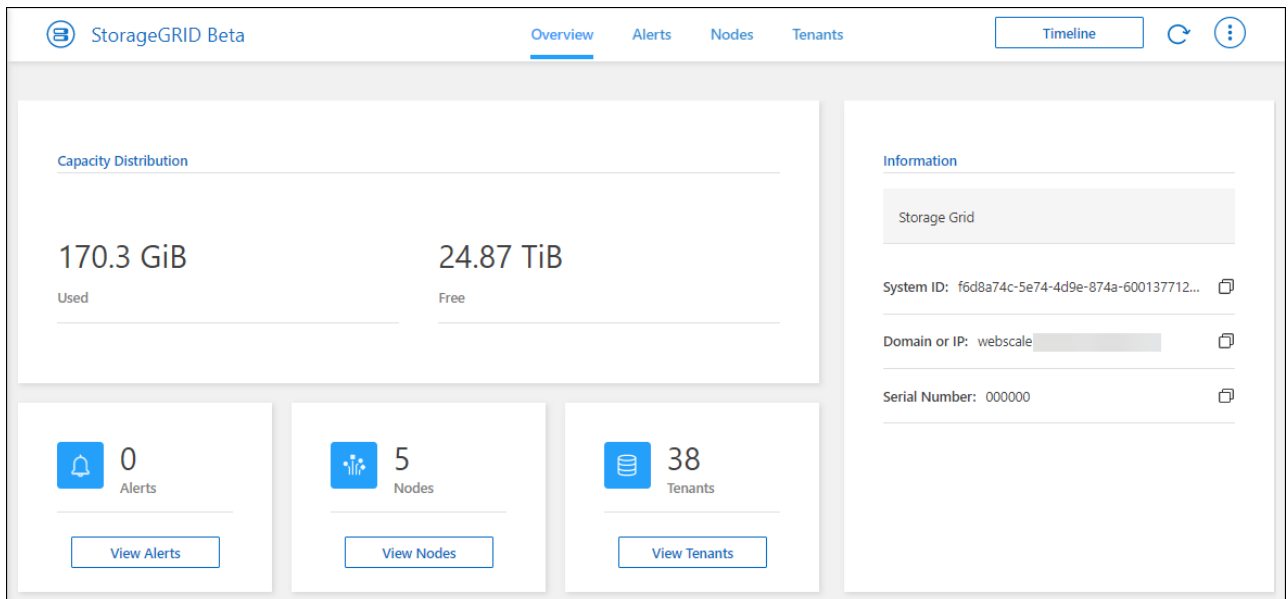 StorageGRID Beta
Overview
Alerts
Nodes
Tenants
Timeline
Capacity Distribution
170.3 GiB
Used
24.87 TiB
Free
Information
Storage Grid
System ID: f6d8a74c-5e74-4d9e-874a-600137712...
Domain or IP: webscale
Serial Number: 000000
0
Alerts
View Alerts
5
Nodes
View Nodes
38
Tenants
View Tenants